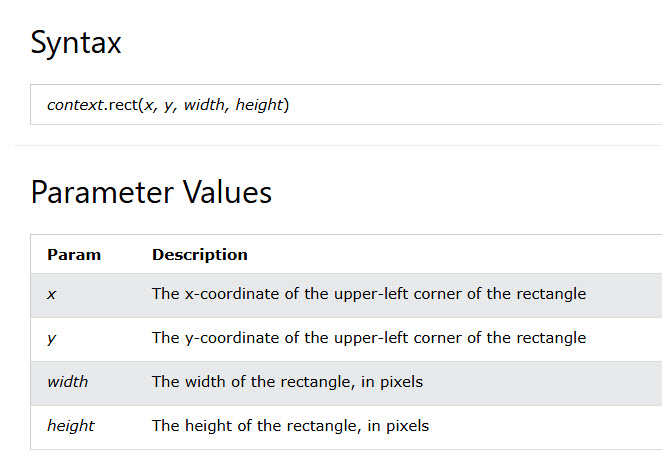 Syntax
context.rect(x, y, width, height)
Parameter Values
Param Description
x The x-coordinate of the upper-left corner of the rectangle
y The y-coordinate of the upper-left corner of the rectangle
width The width of the rectangle, in pixels
height The height of the rectangle, in pixels